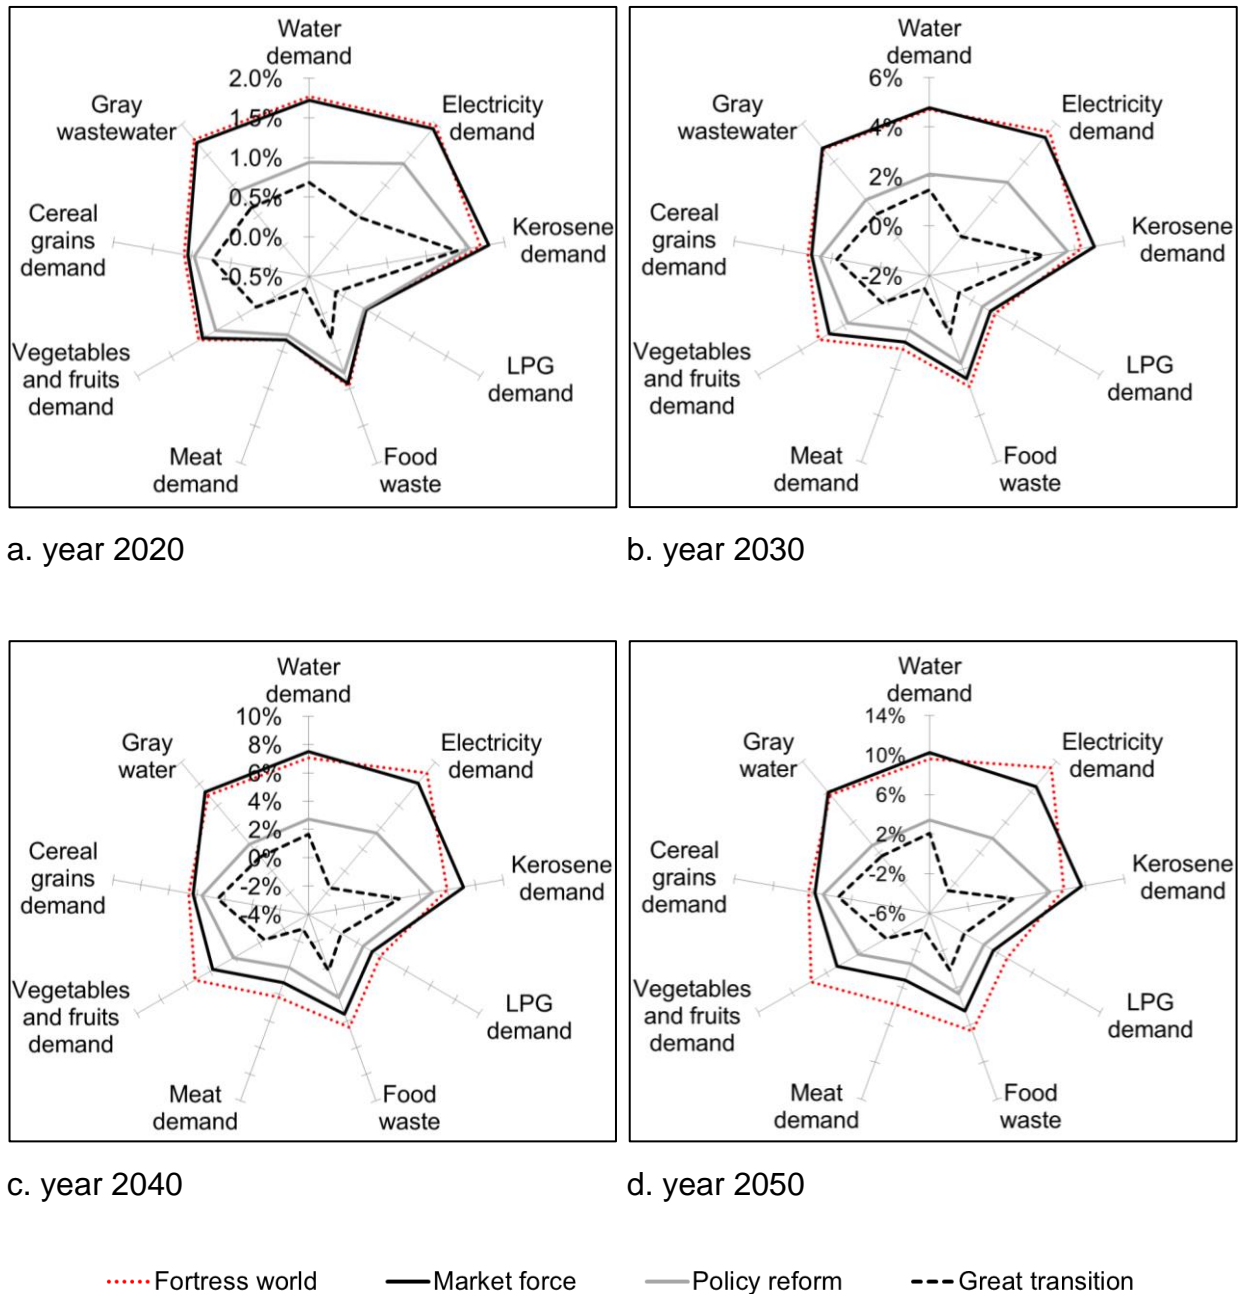 Water
demand
2.0%
1.5%
1.0%
0.5%
0.0%
-0.5%
Electricity
demand
Kerosene
demand
LPG
demand
Food
waste
Meat
demand
Vegetables
and fruits
demand
Cereal
grains
demand
Gray
wastewater
a. year 2020
Water
demand
6%
4%
2%
0%
-2%
Electricity
demand
Kerosene
demand
LPG
demand
Food
waste
Meat
demand
Vegetables
and fruits
demand
Cereal
grains
demand
Gray
wastewater
b. year 2030
Water
demand
10%
8%
6%
4%
2%
0%
-2%
-4%
Electricity
demand
Kerosene
demand
LPG
demand
Food
waste
Meat
demand
Vegetables
and fruits
demand
Cereal
grains
demand
Gray
water
c. year 2040
Water
demand
14%
10%
6%
2%
-2%
-6%
Electricity
demand
Kerosene
demand
LPG
demand
Food
waste
Meat
demand
Vegetables
and fruits
demand
Cereal
grains
demand
Gray
water
d. year 2050
Fortress world Market force Policy reform Great transition